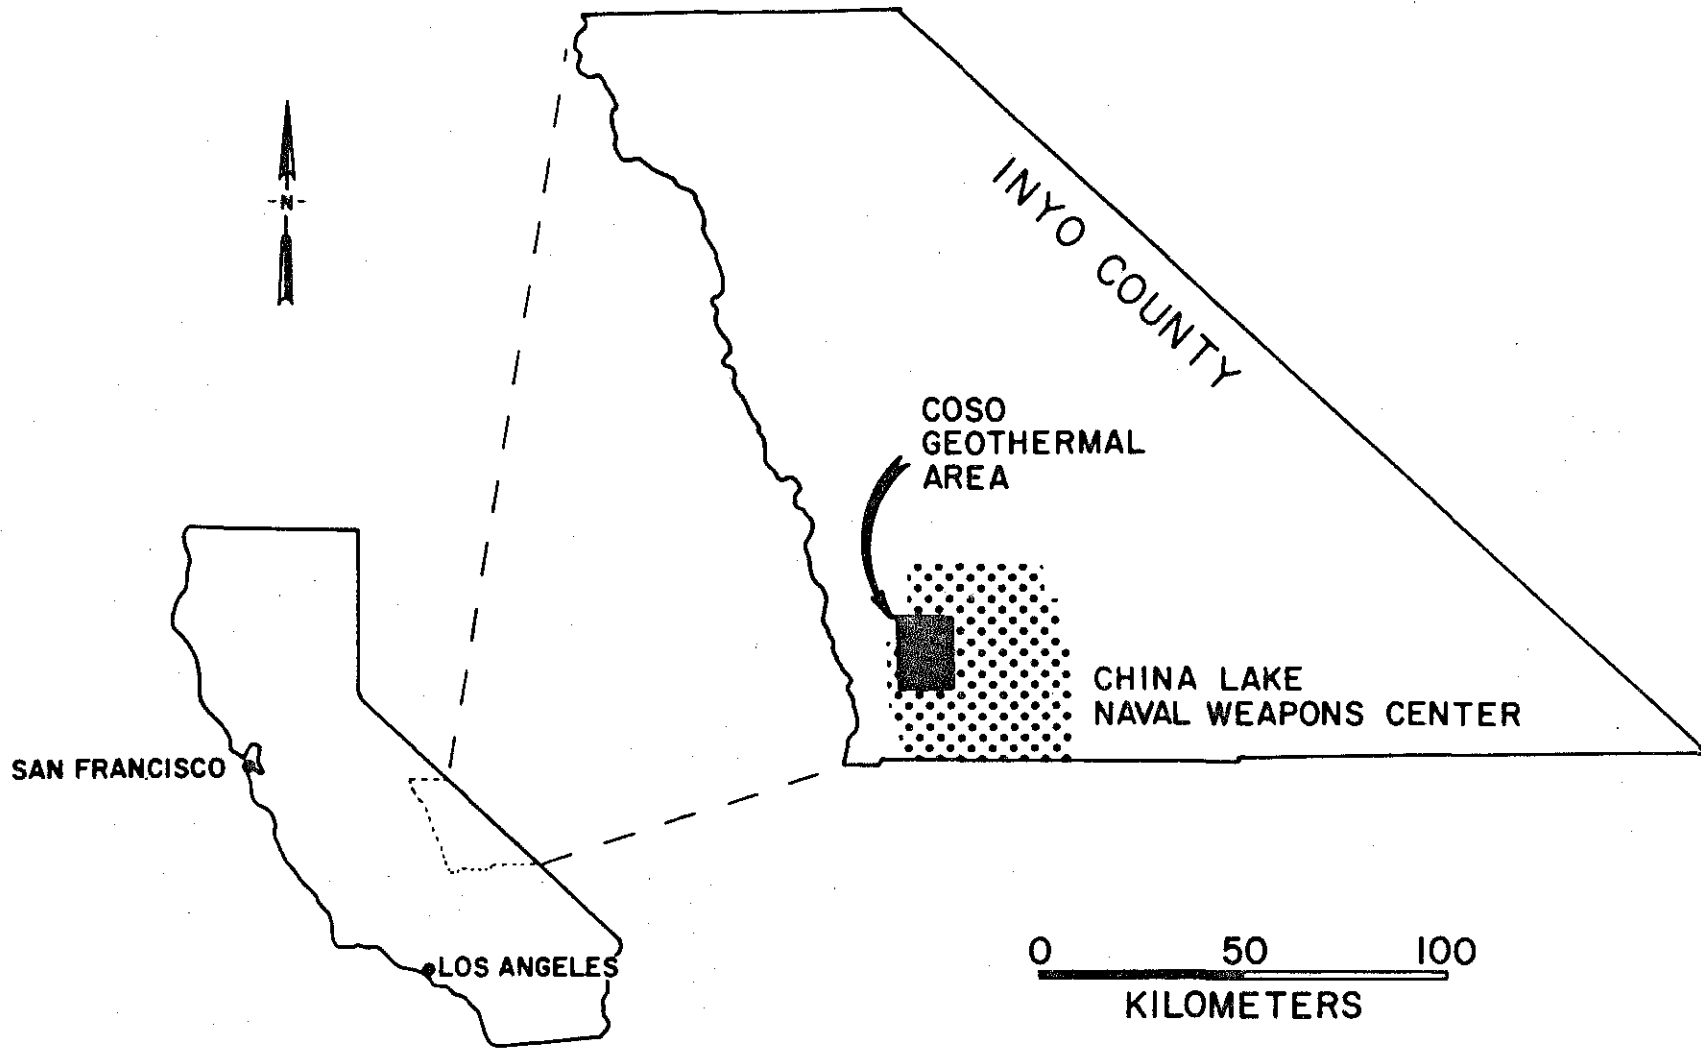 N
INYO COUNTY
COSO
GEOTHERMAL
AREA
CHINA LAKE
NAVAL WEAPONS CENTER
SAN FRANCISCO
LOS ANGELES
0 50 100
KILOMETERS